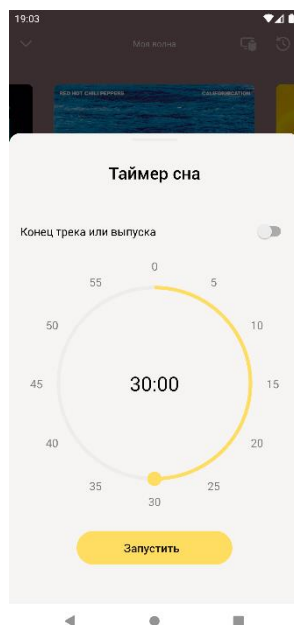 19:03
Моя волна
RED HOT CHILI PEPPERS CALIFORNICATION
Таймер сна
Конец трека или выпуска
0
55 5
50 10
45 30:00 15
40 20
35 25
30
Запустить